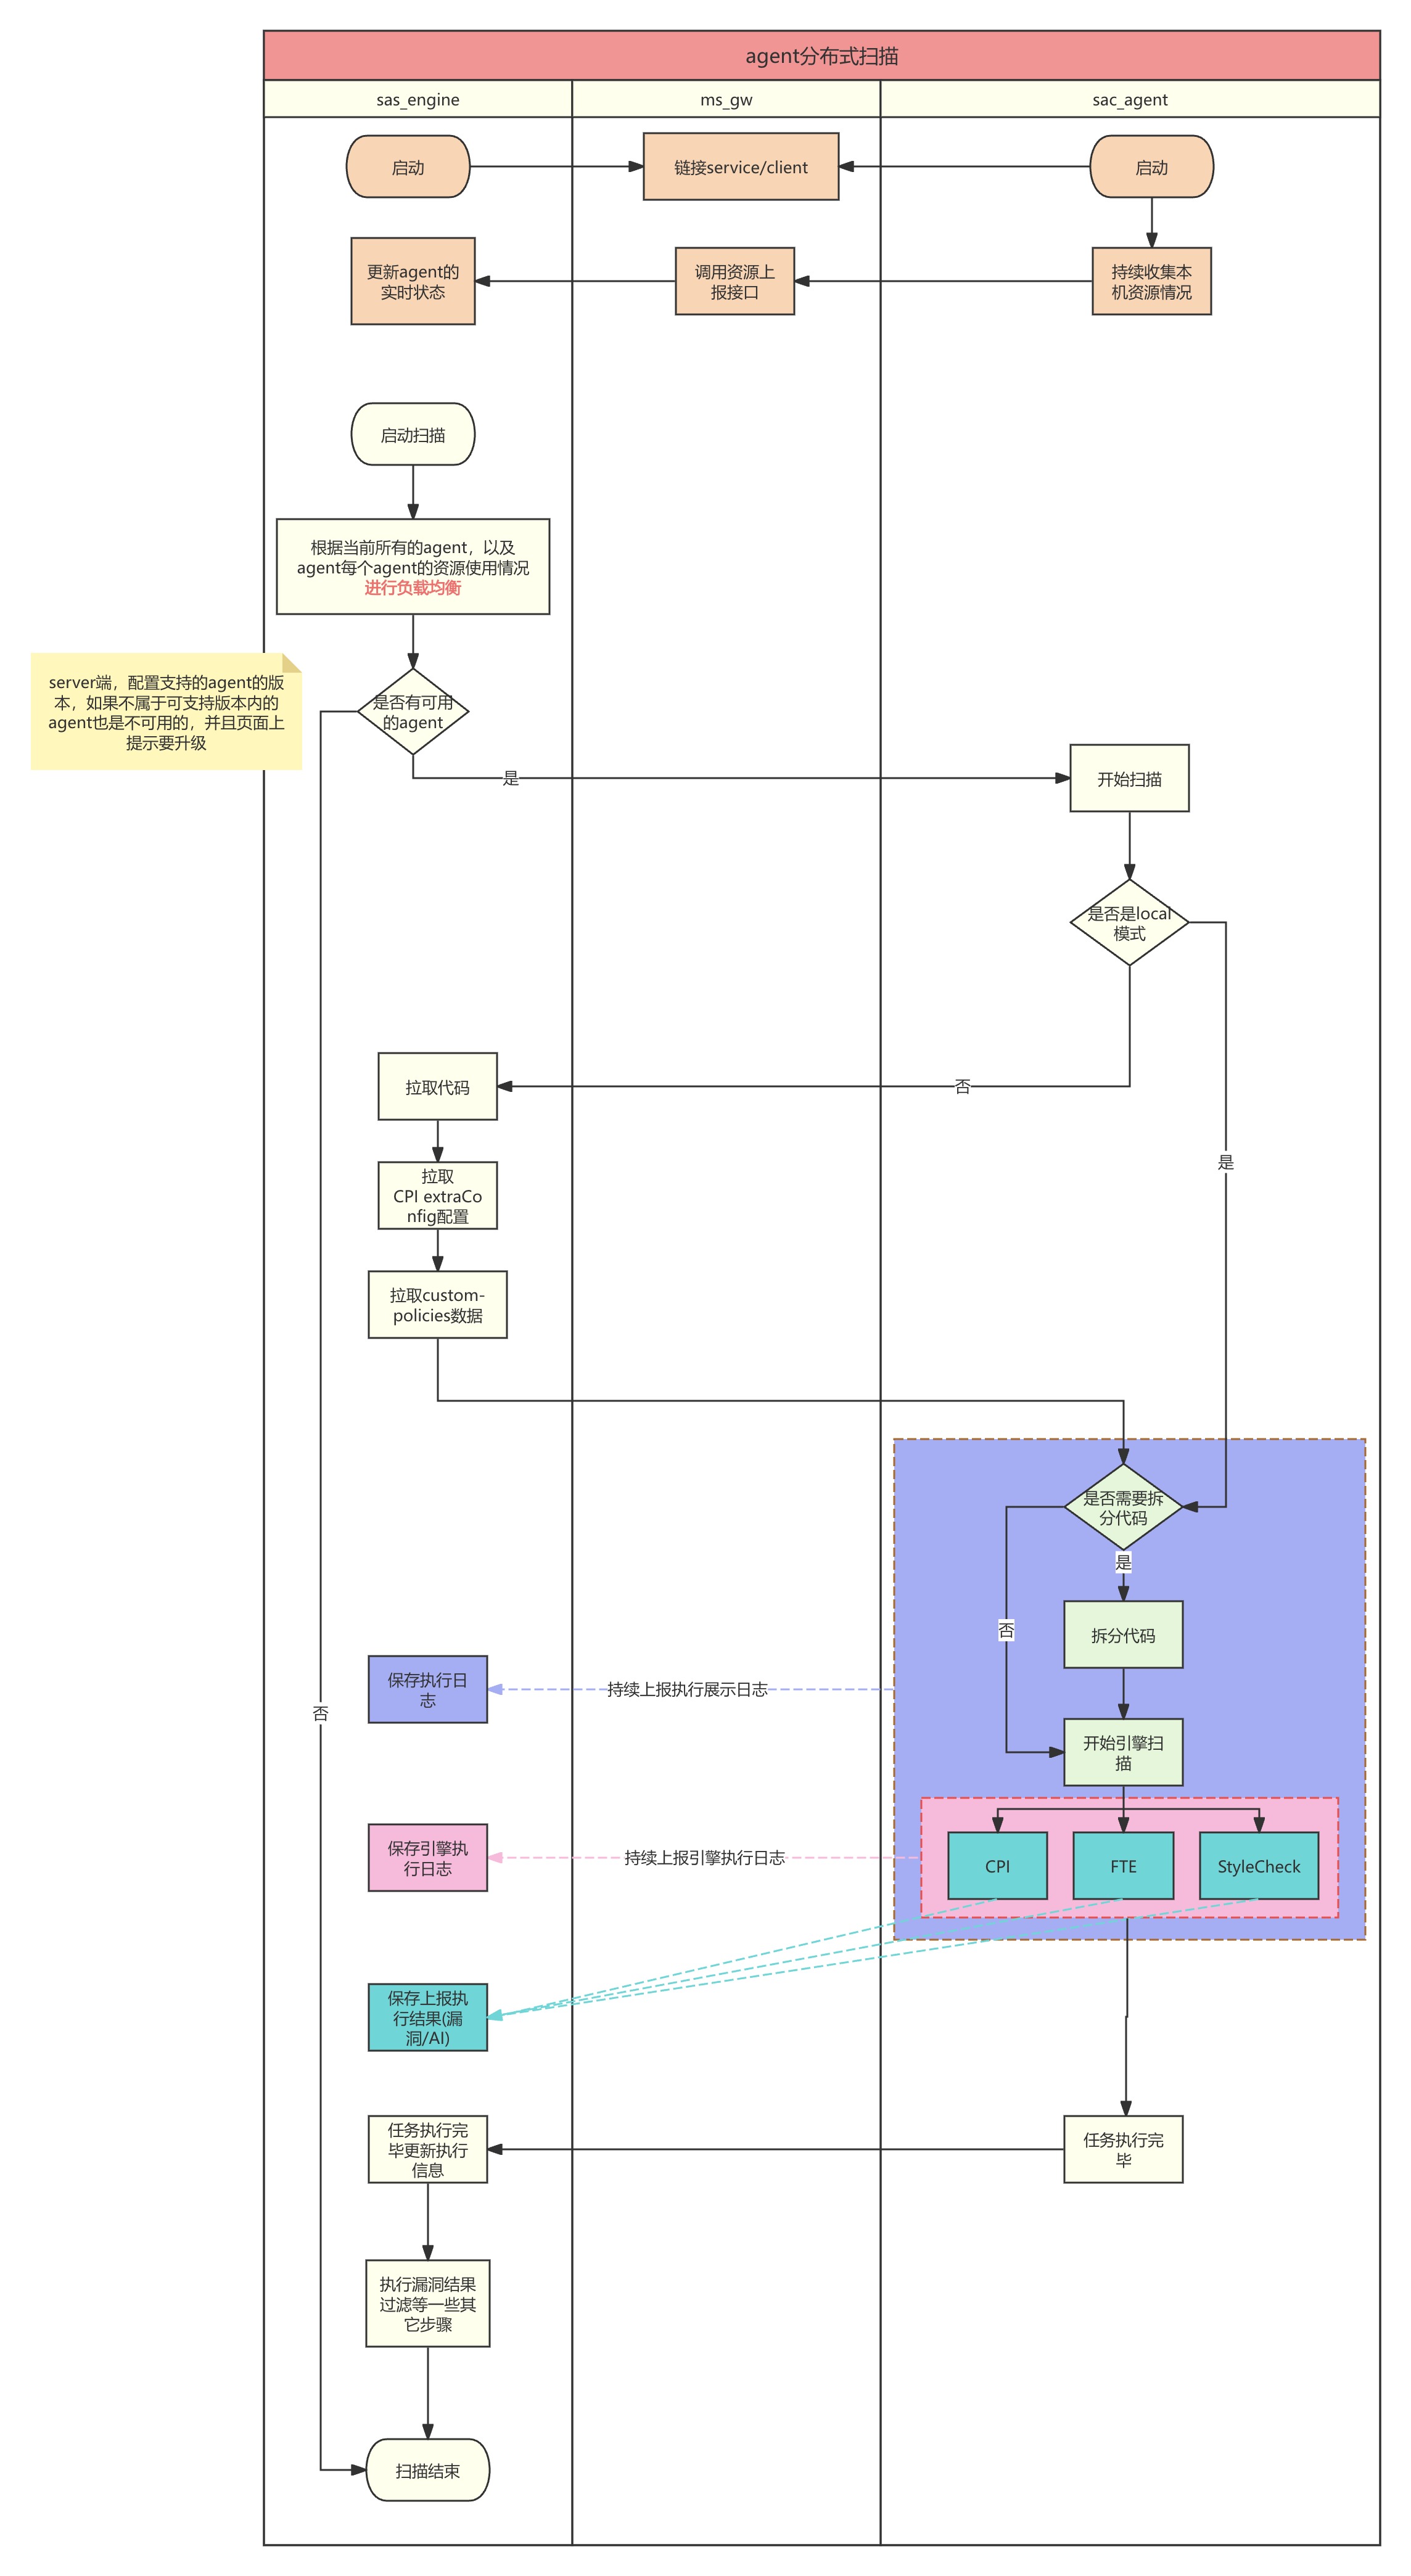 agent分布式扫描
sas_engine
ms_gw
sac_agent
启动
链接service/client
启动
更新agent的
实时状态
调用资源上
报接口
持续收集本
机资源情况
启动扫描
根据当前所有的agent，以及
agent每个agent的资源使用情况
进行负载均衡
server端，配置支持的agent的版
本，如果不属于可支持版本内的
agent也是不可用的，并且页面上
提示要升级
是否有可用
的agent
是
开始扫描
是否是local
模式
拉取代码
否
是
拉取
CPI extraCo
nfig配置
拉取custom-
policies数据
是否需要拆
分代码
是
否
拆分代码
保存执行日
志
持续上报执行展示日志
否
开始引擎扫
描
保存引擎执
行日志
持续上报引擎执行日志
CPI
FTE
StyleCheck
保存上报执
行结果(漏
洞/AI)
任务执行完
毕更新执行
信息
任务执行完
毕
执行漏洞结果
过滤等一些其
它步骤
扫描结束